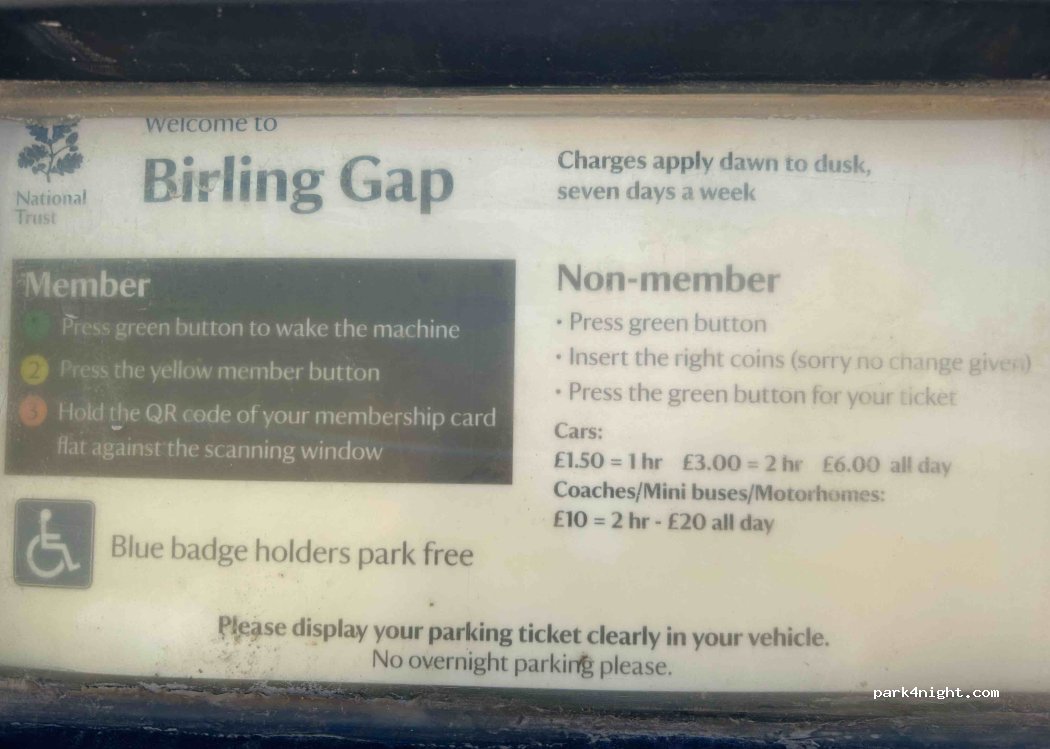 Welcome to
Birling Gap
National
Trust
Charges apply dawn to dusk,
seven days a week
Member
1 Press green button to wake the machine
2 Press the yellow member button
3 Hold the QR code of your membership card
flat against the scanning window
Blue badge holders park free
Non-member
• Press green button
• Insert the right coins (sorry no change given)
• Press the green button for your ticket
Cars:
£1.50 = 1 hr £3.00 = 2 hr £6.00 all day
Coaches/Mini buses/Motorhomes:
£10 = 2 hr - £20 all day
Please display your parking ticket clearly in your vehicle.
No overnight parking please.
park4night.com